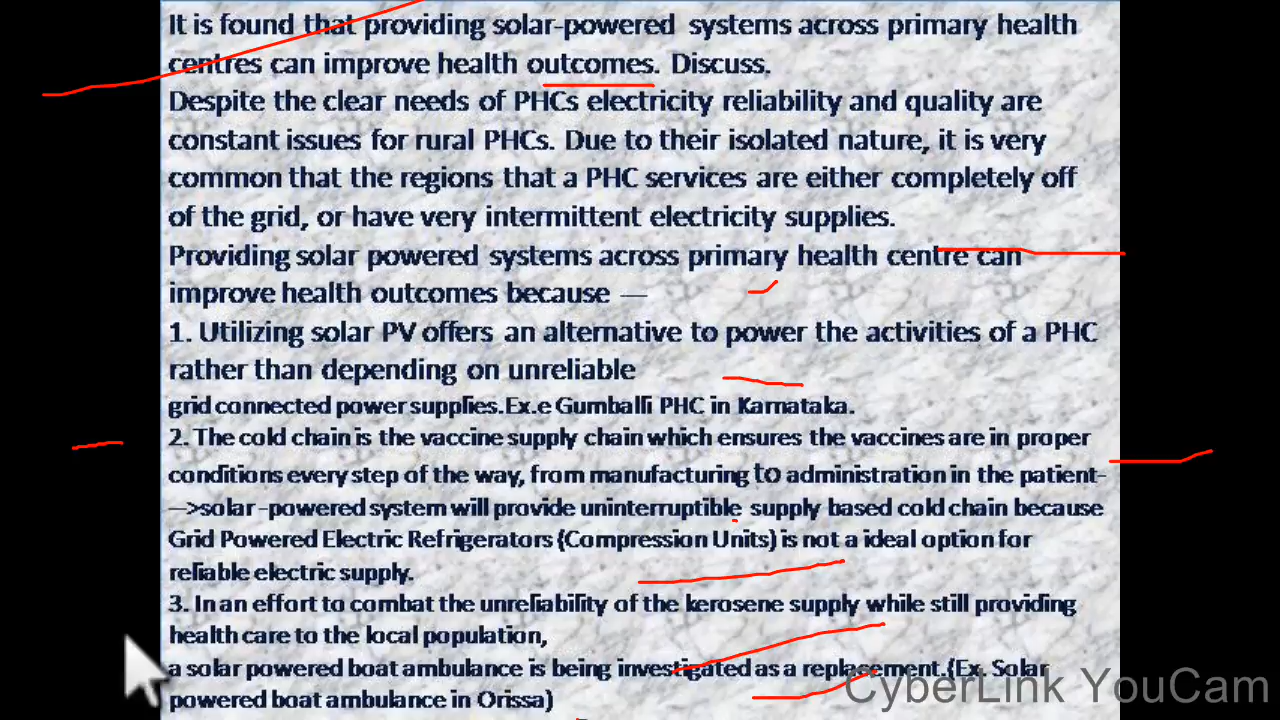 It is found that providing solar-powered systems across primary health
centres can improve health outcomes. Discuss.
Despite the clear needs of PHCs electricity reliability and quality are
constant issues for rural PHCs. Due to their isolated nature, it is very
common that the regions that a PHC services are either completely off
of the grid, or have very intermittent electricity supplies.
Providing solar powered systems across primary health centre can
improve health outcomes because —
1. Utilizing solar PV offers an alternative to power the activities of a PHC
rather than depending on unreliable
grid connected power supplies.Ex.e Gumballi PHC in Karnataka.
2. The cold chain is the vaccine supply chain which ensures the vaccines are in proper
conditions every step of the way, from manufacturing to administration in the patient-
—>solar -powered system will provide uninterruptible supply based cold chain because
Grid Powered Electric Refrigerators (Compression Units) is not a ideal option for
reliable electric supply.
3. In an effort to combat the unreliability of the kerosene supply while still providing
health care to the local population,
a solar powered boat ambulance is being investigated as a replacement.(Ex. Solar
powered boat ambulance in Orissa)
CyberLink YouCam